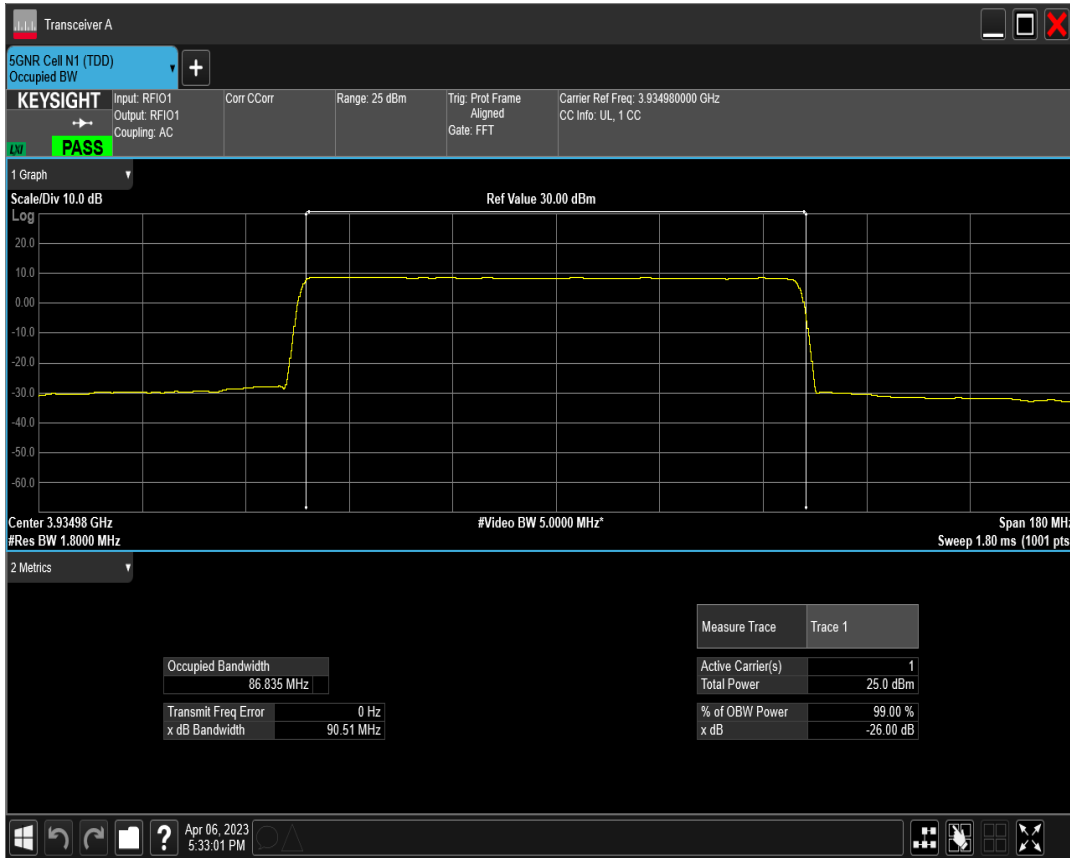 Transceiver A
5GNR Cell N1 (TDD)
Occupied BW
+
KEYSIGHT
LXI
PASS
Input: RFIO1
Output: RFIO1
Coupling: AC
Corr CCorr
Range: 25 dBm
Trig: Prot Frame
Aligned
Gate: FFT
Carrier Ref Freq: 3.934980000 GHz
CC Info: UL, 1 CC
1 Graph
Scale/Div 10.0 dB
Ref Value 30.00 dBm
Log
20.0
10.0
0.00
-10.0
-20.0
-30.0
-40.0
-50.0
-60.0
Center 3.93498 GHz
#Video BW 5.0000 MHz*
Span 180 MHz
#Res BW 1.8000 MHz
Sweep 1.80 ms (1001 pts
2 Metrics
Measure Trace Trace 1
Occupied Bandwidth
86.835 MHz
Active Carrier(s) 1
Total Power 25.0 dBm
Transmit Freq Error 0 Hz
x dB Bandwidth 90.51 MHz
% of OBW Power 99.00 %
x dB -26.00 dB
?
Apr 06, 2023
5:33:01 PM